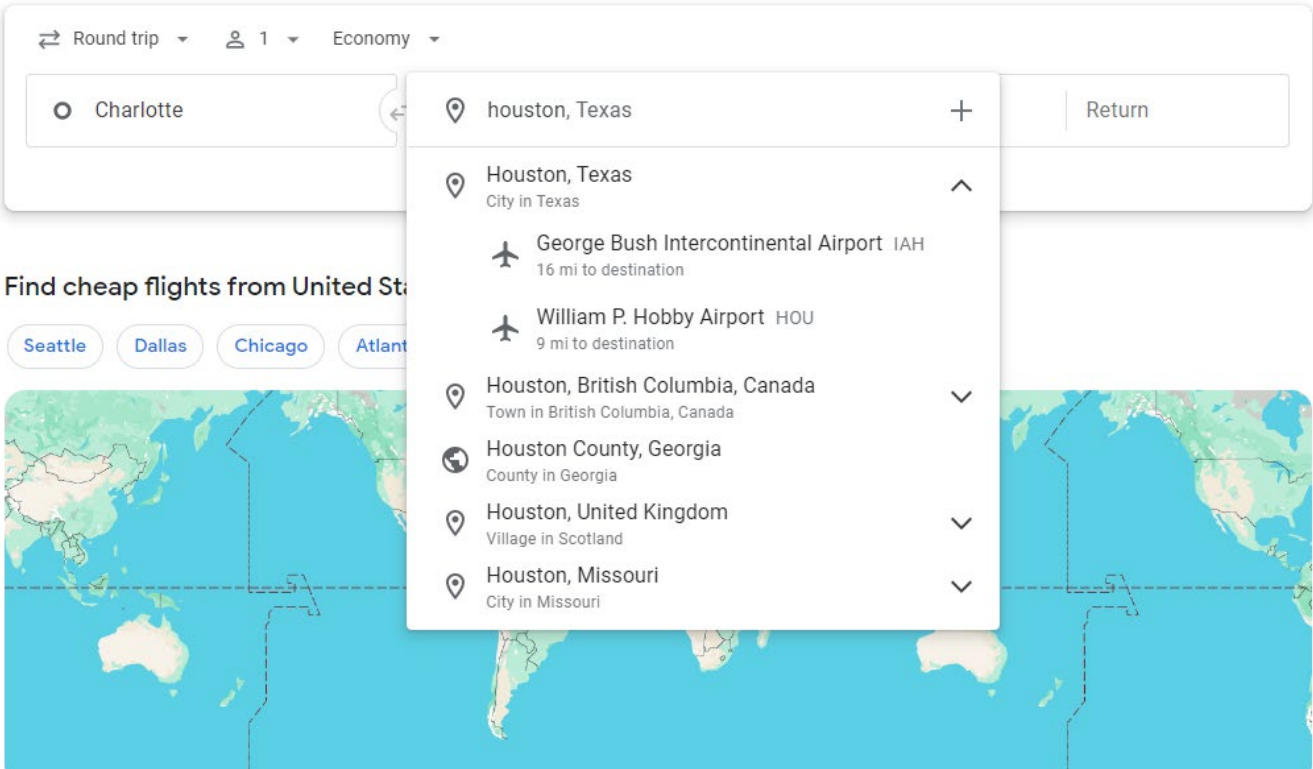 Round trip 1 Economy
Charlotte
houston, Texas
Return
Houston, Texas
City in Texas
George Bush Intercontinental Airport IAH
16 mi to destination
William P. Hobby Airport HOU
9 mi to destination
Houston, British Columbia, Canada
Town in British Columbia, Canada
Houston County, Georgia
County in Georgia
Houston, United Kingdom
Village in Scotland
Houston, Missouri
City in Missouri
Find cheap flights from United Sta
Seattle Dallas Chicago Atlant